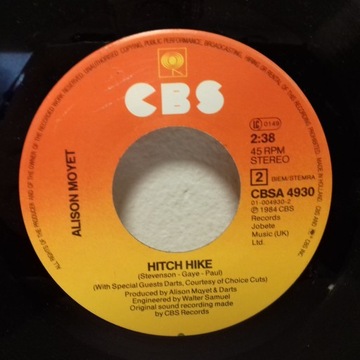 CBS
ALISON MOYET
LC 0149
2:38
45 RPM
STEREO
2 BIEM/STEMRA
CBSA 4930
01-004930-2
℗ 1984 CBS
Records
Jobete
Music (UK)
Ltd.
HITCH HIKE
(Stevenson - Gaye - Paul)
(With Special Guests Darts, Courtesy of Choice Cuts)
Produced by Alison Moyet & Darts
Engineered by Walter Samuel
Original sound recording made
by CBS Records